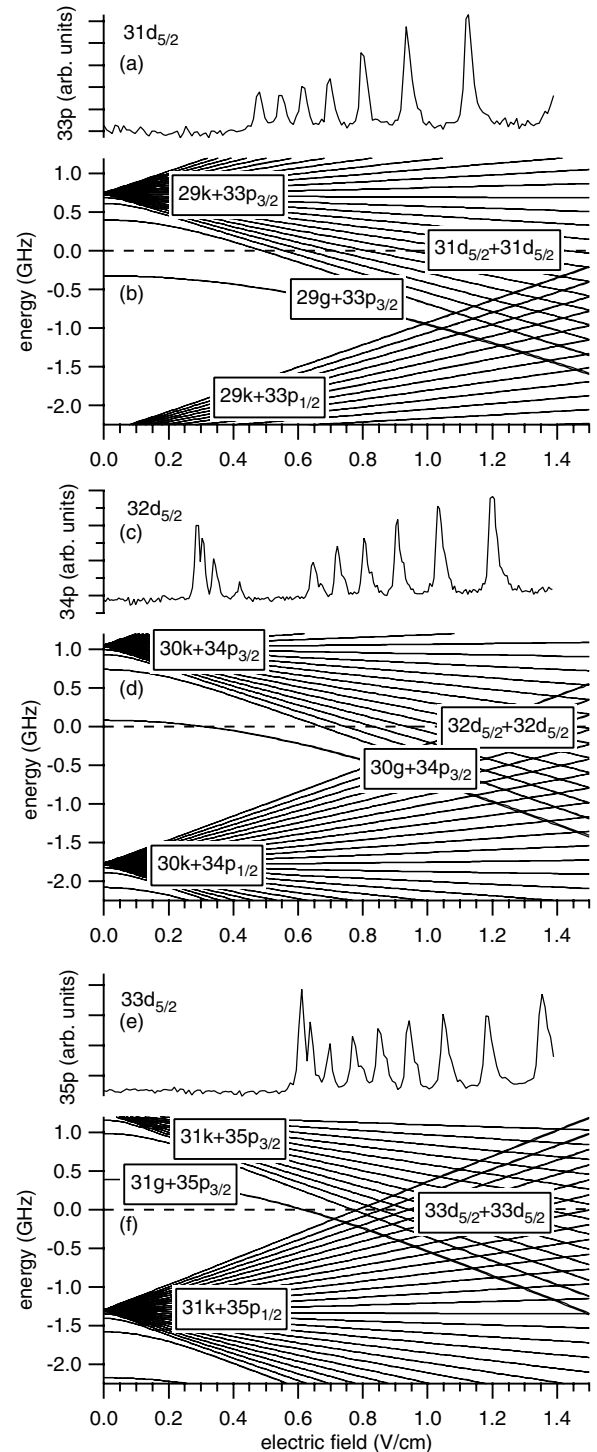 31d5/2
(a)
33p (arb. units)
1.0
0.5
0.0
-0.5
-1.0
-1.5
-2.0
energy (GHz)
29k+33p3/2
31d5/2+31d5/2
(b)
29g+33p3/2
29k+33p1/2
0.0 0.2 0.4 0.6 0.8 1.0 1.2 1.4
32d5/2
(c)
34p (arb. units)
1.0
0.5
0.0
-0.5
-1.0
-1.5
-2.0
energy (GHz)
30k+34p3/2
(d)
32d5/2+32d5/2
30g+34p3/2
30k+34p1/2
0.0 0.2 0.4 0.6 0.8 1.0 1.2 1.4
33d5/2
(e)
35p (arb. units)
1.0
0.5
0.0
-0.5
-1.0
-1.5
-2.0
energy (GHz)
31k+35p3/2
31g+35p3/2
33d5/2+33d5/2
(f)
31k+35p1/2
0.0 0.2 0.4 0.6 0.8 1.0 1.2 1.4
electric field (V/cm)